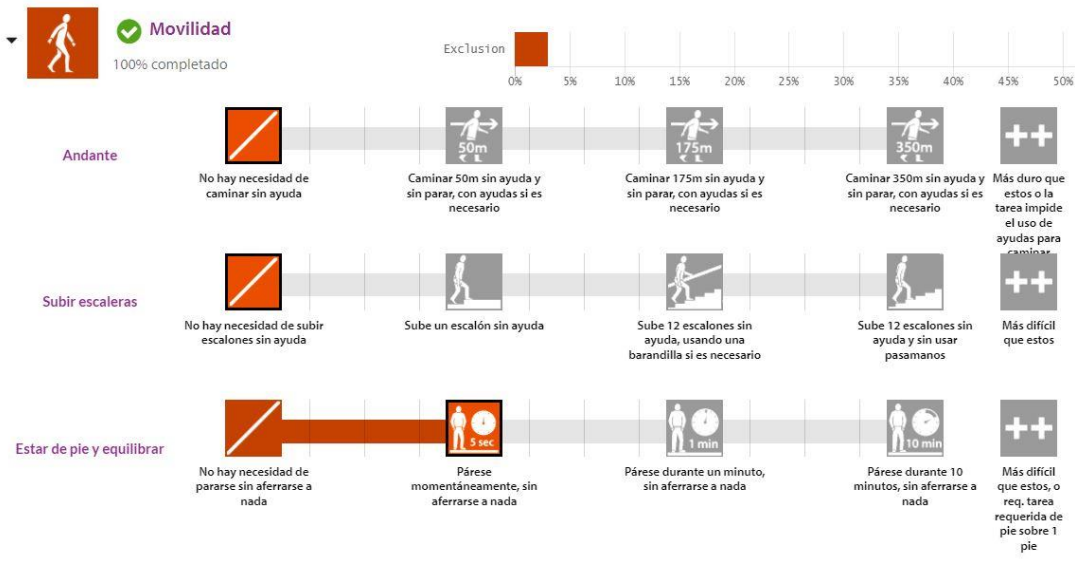 Movilidad
100% completado
Exclusion
0% 5% 10% 15% 20% 25% 30% 35% 40% 45% 50%
Andante
50m
175m
350m
++
No hay necesidad de
caminar sin ayuda
Caminar 50m sin ayuda y
sin parar, con ayudas si es
necesario
Caminar 175m sin ayuda y
sin parar, con ayudas si es
necesario
Caminar 350m sin ayuda y
sin parar, con ayudas si es
necesario
Más duro que
estos o la
tarea impide
el uso de
ayudas para
caminar
Subir escaleras
++
No hay necesidad de subir
escalones sin ayuda
Sube un escalón sin ayuda
Sube 12 escalones sin
ayuda, usando una
barandilla si es necesario
Sube 12 escalones sin
ayuda y sin usar
pasamanos
Más difícil
que estos
Estar de pie y equilibrar
5 sec
1 min
10 min
++
No hay necesidad de
pararse sin aferrarse a
nada
Párese
momentáneamente, sin
aferrarse a nada
Párese durante un minuto,
sin aferrarse a nada
Párese durante 10
minutos, sin aferrarse a
nada
Más difícil
que estos, o
req. tarea
requerida de
pie sobre 1
pie